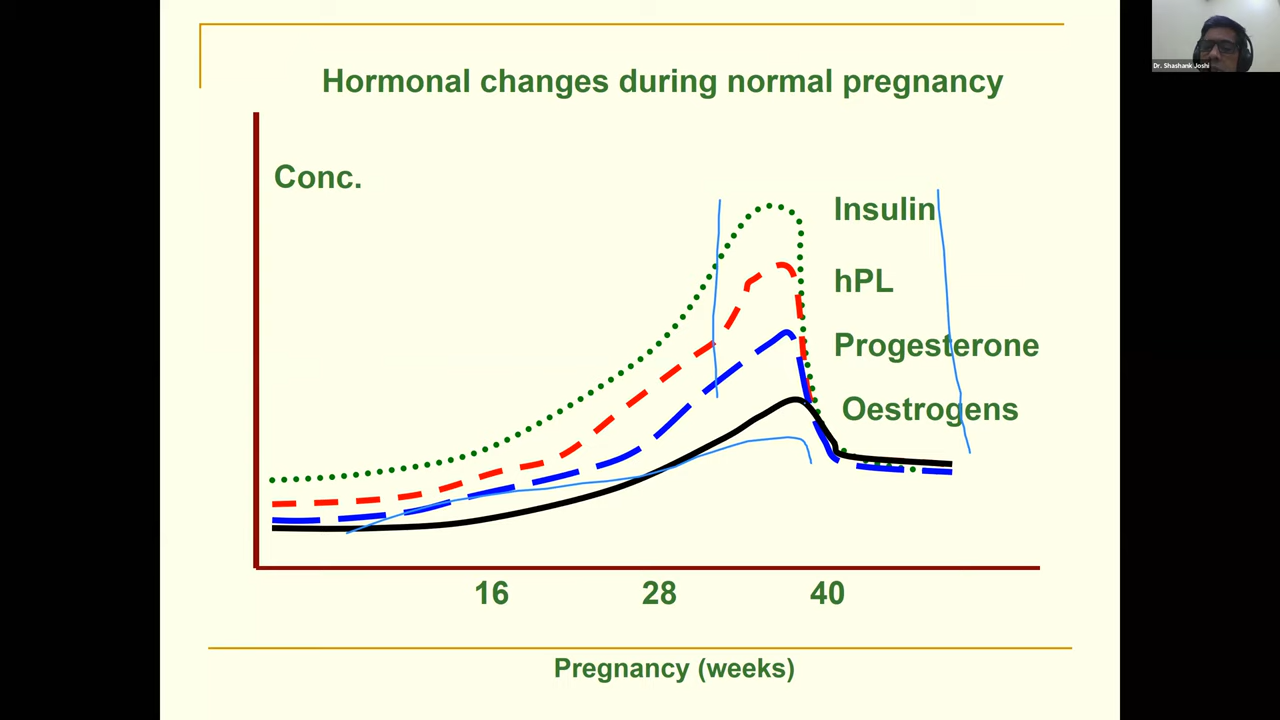 Dr. Shashank Joshi
Hormonal changes during normal pregnancy
Conc.
Insulin
hPL
Progesterone
Oestrogens
16 28 40
Pregnancy (weeks)